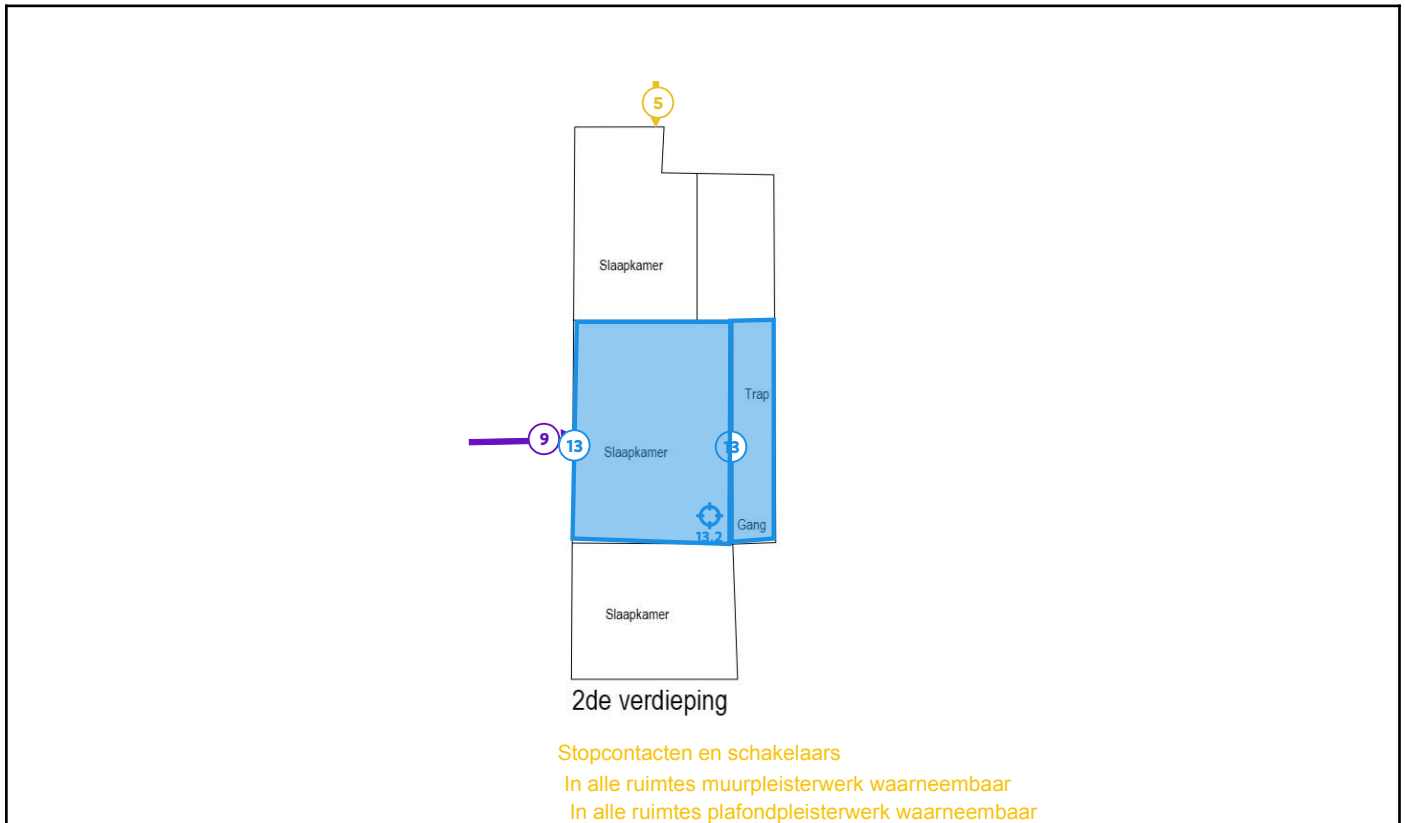 5
Slaapkamer
Trap
9
13
Slaapkamer
13
13.2
Gang
Slaapkamer
2de verdieping
Stopcontacten en schakelaars
In alle ruimtes muurpleisterwerk waarneembaar
In alle ruimtes plafondpleisterwerk waarneembaar